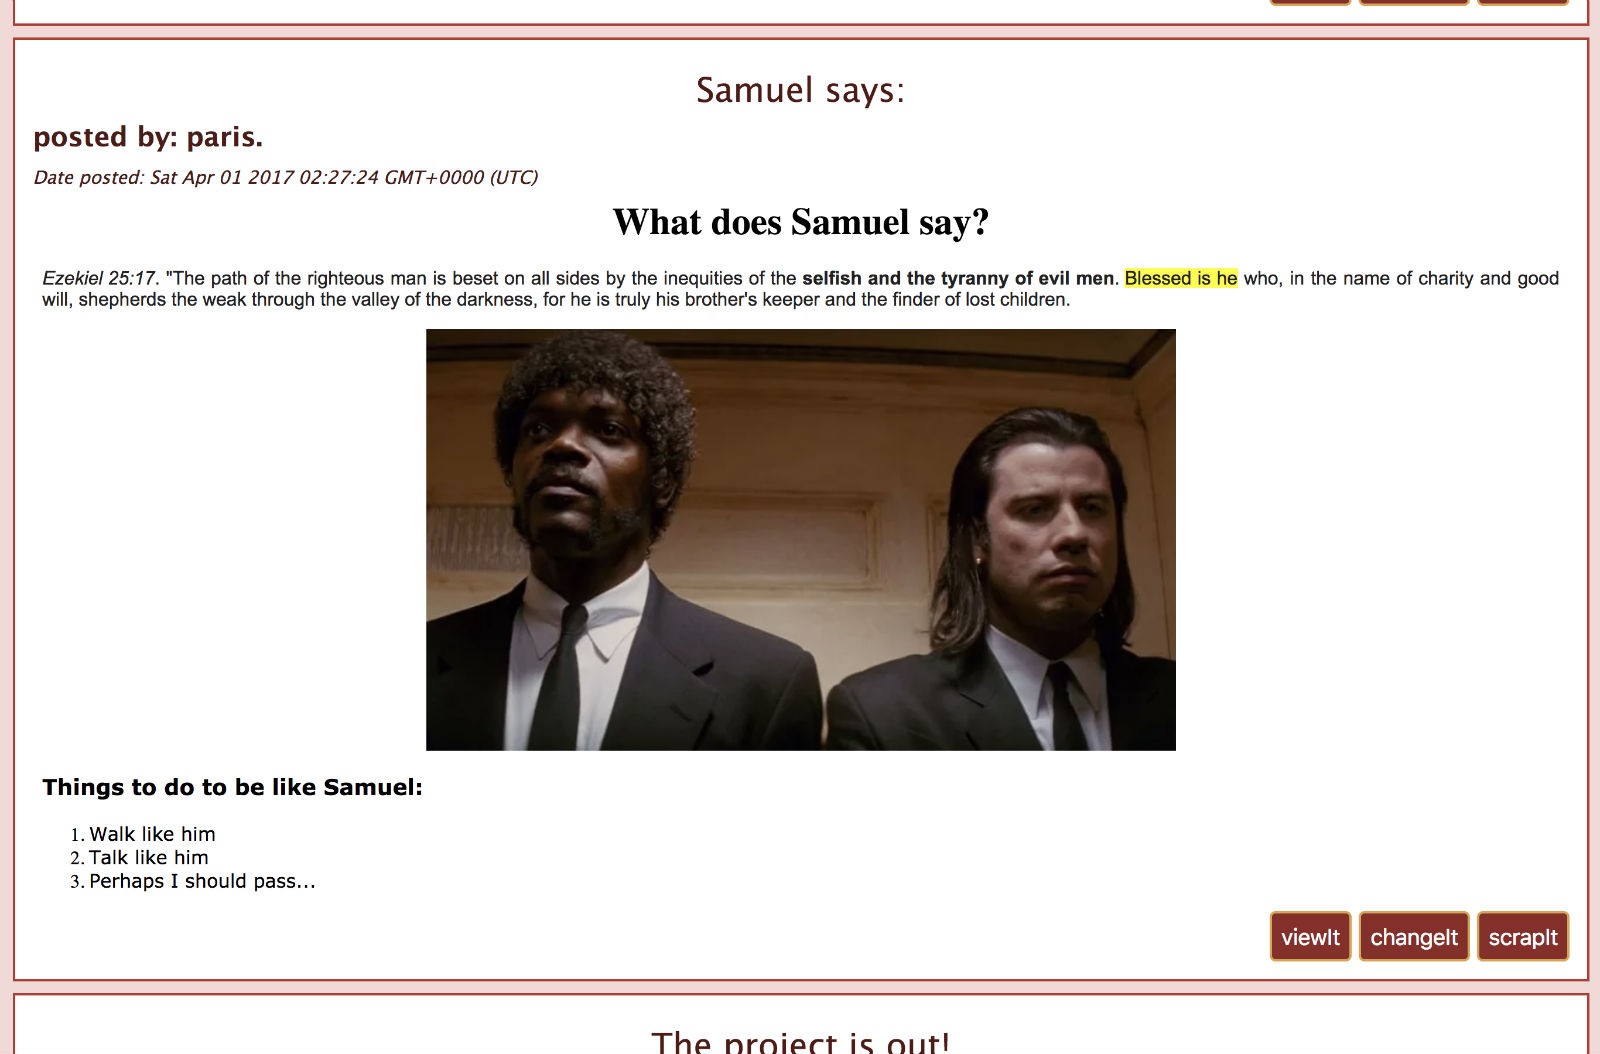 Samuel says:
posted by: paris.
Date posted: Sat Apr 01 2017 02:27:24 GMT+0000 (UTC)
What does Samuel say?
Ezekiel 25:17. "The path of the righteous man is beset on all sides by the inequities of the selfish and the tyranny of evil men. Blessed is he who, in the name of charity and good
will, shepherds the weak through the valley of the darkness, for he is truly his brother's keeper and the finder of lost children.
Things to do to be like Samuel:
1. Walk like him
2. Talk like him
3. Perhaps I should pass...
viewIt changeIt scrapIt
The project is out!